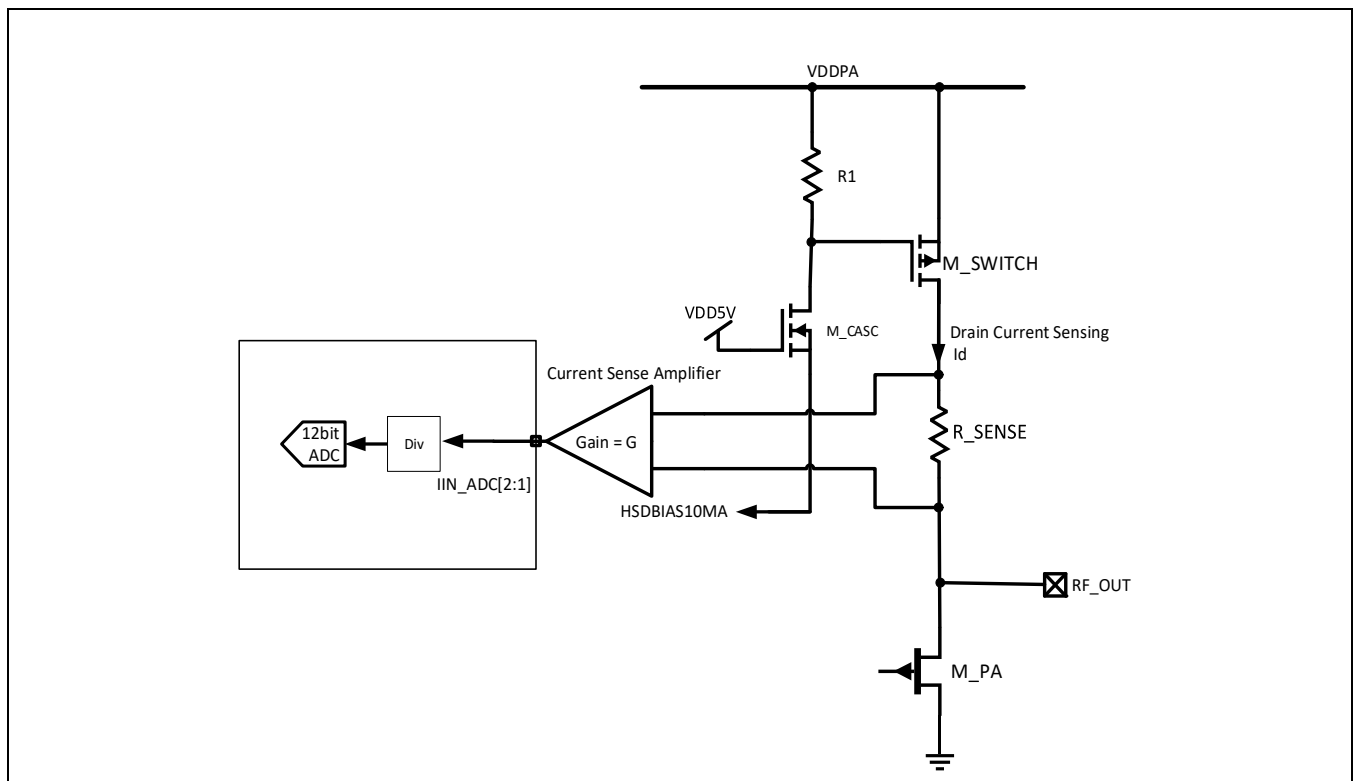 VDDPA
R1
M_SWITCH
VDD5V
M_CASC
Drain Current Sensing
Id
Current Sense Amplifier
12bit
ADC
Div
Gain = G
R_SENSE
IIN_ADC[2:1]
HSDBIAS10MA
RF_OUT
M_PA